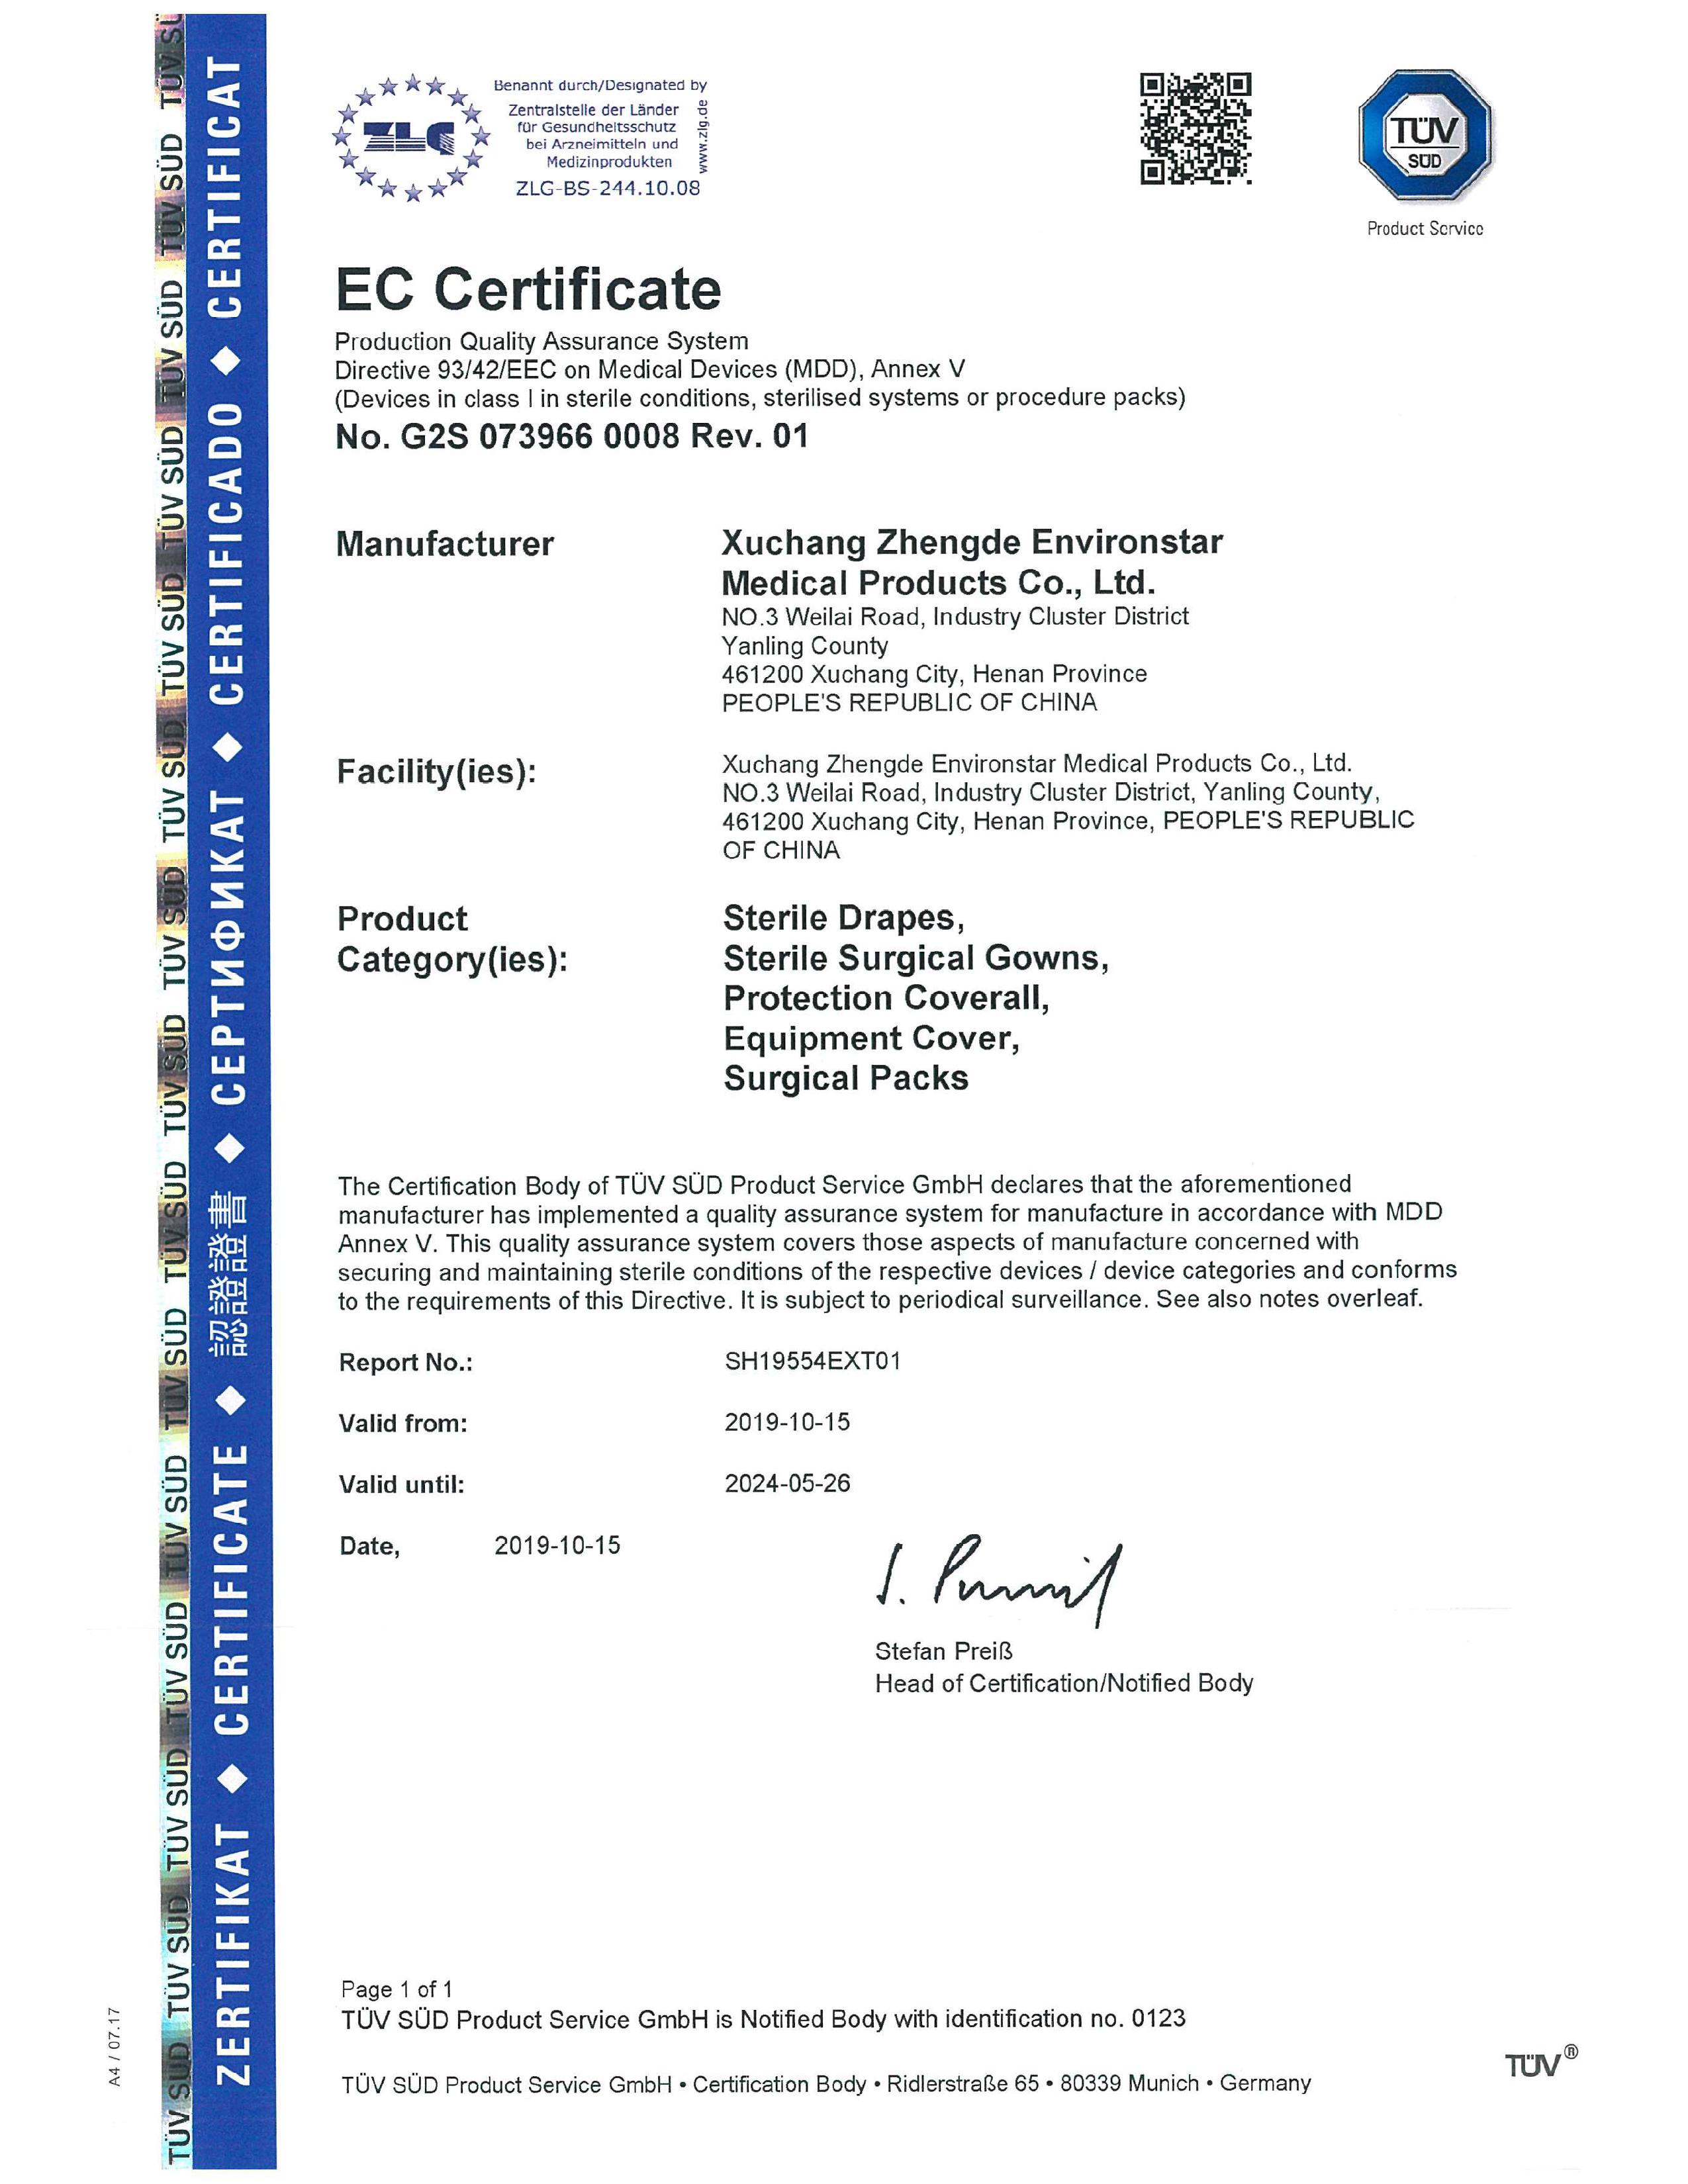 ZLG
Benannt durch/Designated by
Zentralstelle der Länder
für Gesundheitsschutz
bei Arzneimitteln und
Medizinprodukten
ZLG-BS-244.10.08
www.zlg.de
TÜV
SÜD
Product Service
EC Certificate
Production Quality Assurance System
Directive 93/42/EEC on Medical Devices (MDD), Annex V
(Devices in class I in sterile conditions, sterilised systems or procedure packs)
No. G2S 073966 0008 Rev. 01
Manufacturer
Xuchang Zhengde Environstar
Medical Products Co., Ltd.
NO.3 Weilai Road, Industry Cluster District
Yanling County
461200 Xuchang City, Henan Province
PEOPLE'S REPUBLIC OF CHINA
Facility(ies):
Xuchang Zhengde Environstar Medical Products Co., Ltd.
NO.3 Weilai Road, Industry Cluster District, Yanling County,
461200 Xuchang City, Henan Province, PEOPLE'S REPUBLIC
OF CHINA
Product
Category(ies):
Sterile Drapes,
Sterile Surgical Gowns,
Protection Coverall,
Equipment Cover,
Surgical Packs
The Certification Body of TÜV SÜD Product Service GmbH declares that the aforementioned
manufacturer has implemented a quality assurance system for manufacture in accordance with MDD
Annex V. This quality assurance system covers those aspects of manufacture concerned with
securing and maintaining sterile conditions of the respective devices / device categories and conforms
to the requirements of this Directive. It is subject to periodical surveillance. See also notes overleaf.
Report No.: SH19554EXT01
Valid from: 2019-10-15
Valid until: 2024-05-26
Date, 2019-10-15
Stefan Preiß
Head of Certification/Notified Body
Page 1 of 1
TÜV SÜD Product Service GmbH is Notified Body with identification no. 0123
TÜV SÜD Product Service GmbH • Certification Body • Ridlerstraße 65 • 80339 Munich • Germany
TÜV®
A4 / 07.17
ZERTIFIKAT ◆ CERTIFICATE ◆ 認證證書 ◆ СЕРТИФИКАТ ◆ CERTIFICADO ◆ CERTIFICAT
TÜV SÜD TÜV SÜD TÜV SÜD TÜV SÜD TÜV SÜD TÜV SÜD TÜV SÜD TÜV SÜD TÜV SÜD TÜV SÜD TÜV SÜD TÜV SÜD TÜV SÜD TÜV SÜD TÜV SÜ